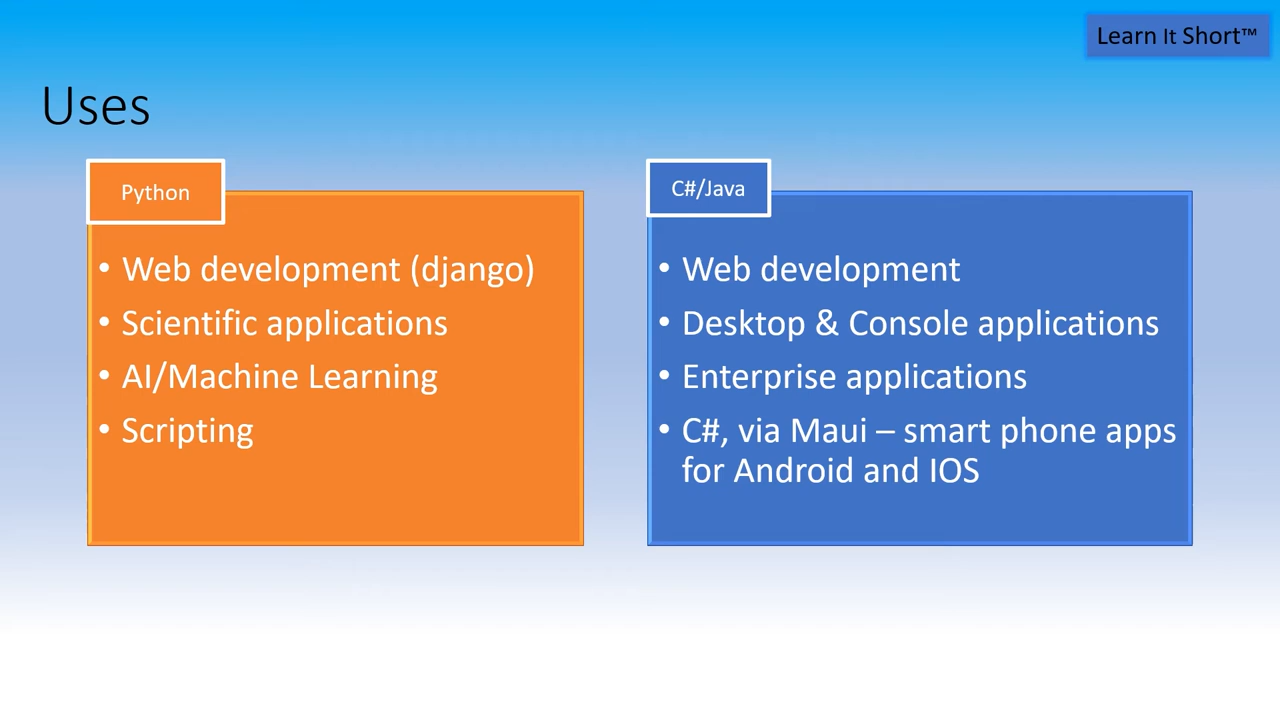 Learn It Short™
Uses
Python
• Web development (django)
• Scientific applications
• AI/Machine Learning
• Scripting
C#/Java
• Web development
• Desktop & Console applications
• Enterprise applications
• C#, via Maui – smart phone apps
for Android and IOS